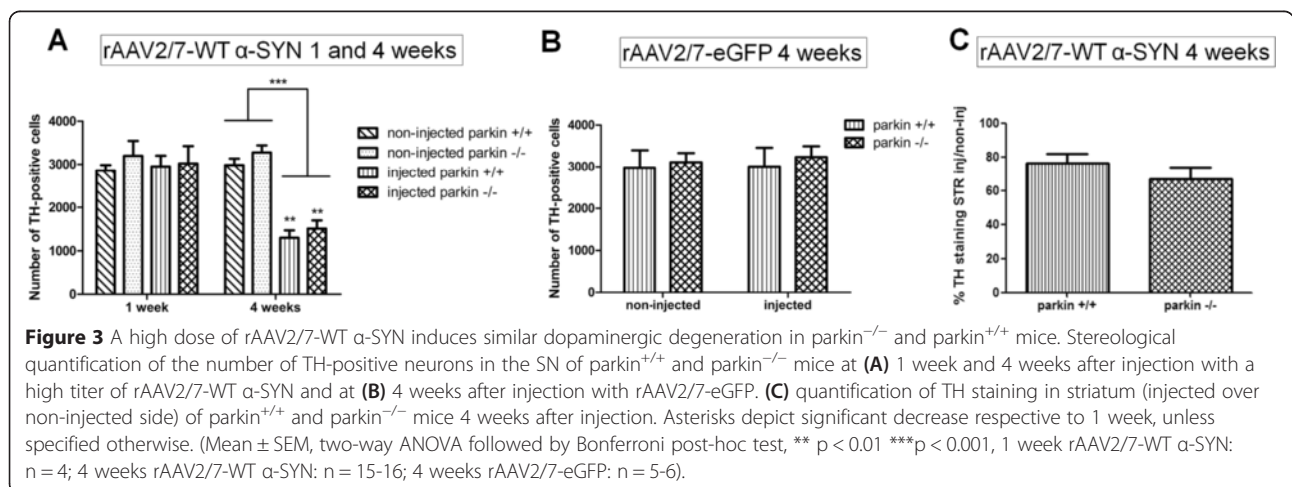 A
rAAV2/7-WT α-SYN 1 and 4 weeks
Number of TH-positive cells
4000
3000
2000
1000
0
***
**
**
1 week
4 weeks
non-injected parkin +/+
non-injected parkin -/-
injected parkin +/+
injected parkin -/-
B
rAAV2/7-eGFP 4 weeks
Number of TH-positive cells
4000
3000
2000
1000
0
non-injected
injected
parkin +/+
parkin -/-
C
rAAV2/7-WT α-SYN 4 weeks
% TH staining STR inj/non-inj
100
80
60
40
20
0
parkin +/+
parkin -/-
Figure 3 A high dose of rAAV2/7-WT α-SYN induces similar dopaminergic degeneration in parkin⁻/⁻ and parkin⁺/⁺ mice. Stereological
quantification of the number of TH-positive neurons in the SN of parkin⁺/⁺ and parkin⁻/⁻ mice at (A) 1 week and 4 weeks after injection with a
high titer of rAAV2/7-WT α-SYN and at (B) 4 weeks after injection with rAAV2/7-eGFP. (C) quantification of TH staining in striatum (injected over
non-injected side) of parkin⁺/⁺ and parkin⁻/⁻ mice 4 weeks after injection. Asterisks depict significant decrease respective to 1 week, unless
specified otherwise. (Mean ± SEM, two-way ANOVA followed by Bonferroni post-hoc test, ** p < 0.01 ***p < 0.001, 1 week rAAV2/7-WT α-SYN:
n = 4; 4 weeks rAAV2/7-WT α-SYN: n = 15-16; 4 weeks rAAV2/7-eGFP: n = 5-6).